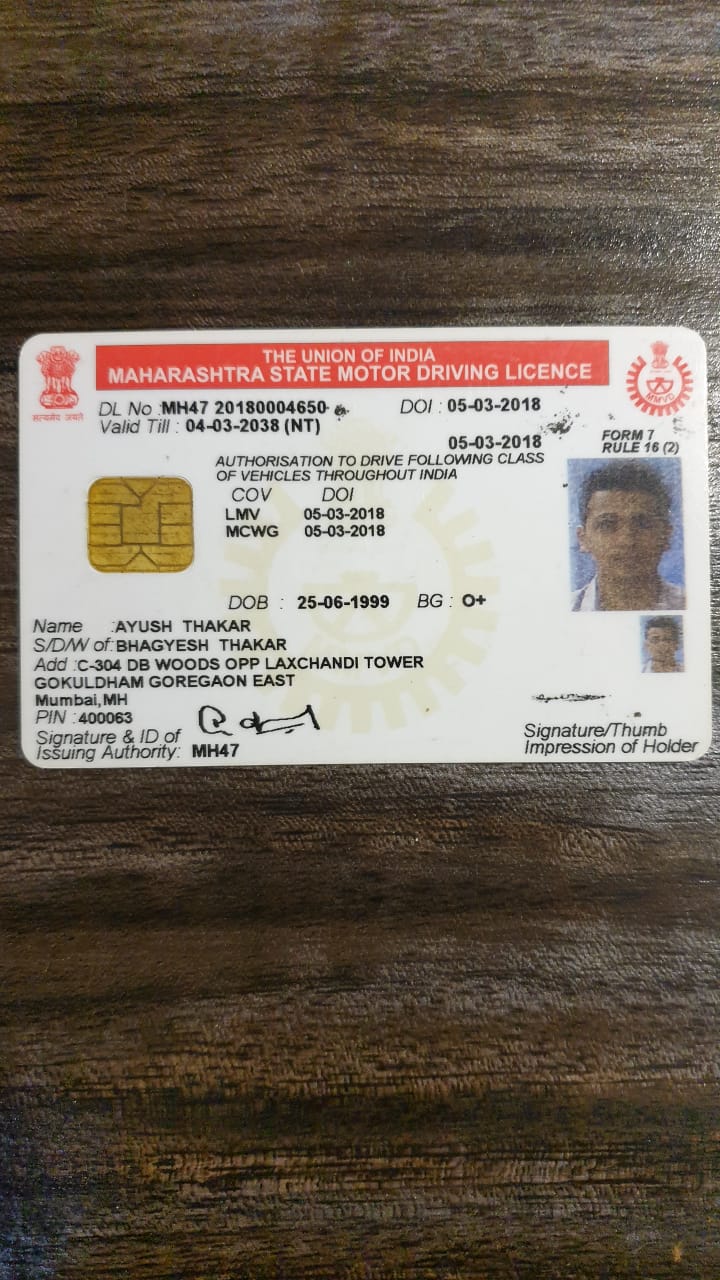 THE UNION OF INDIA
MAHARASHTRA STATE MOTOR DRIVING LICENCE
सत्यमेव जयते
MMVD
DL No : MH47 20180004650 DOI : 05-03-2018
Valid Till : 04-03-2038 (NT)
05-03-2018
FORM 7
RULE 16 (2)
AUTHORISATION TO DRIVE FOLLOWING CLASS
OF VEHICLES THROUGHOUT INDIA
COV DOI
LMV 05-03-2018
MCWG 05-03-2018
DOB : 25-06-1999 BG : O+
Name : AYUSH THAKAR
S/D/W of : BHAGYESH THAKAR
Add : C-304 DB WOODS OPP LAXCHANDI TOWER
GOKULDHAM GOREGAON EAST
Mumbai,MH
PIN : 400063
Signature & ID of
Issuing Authority: MH47
Signature/Thumb
Impression of Holder